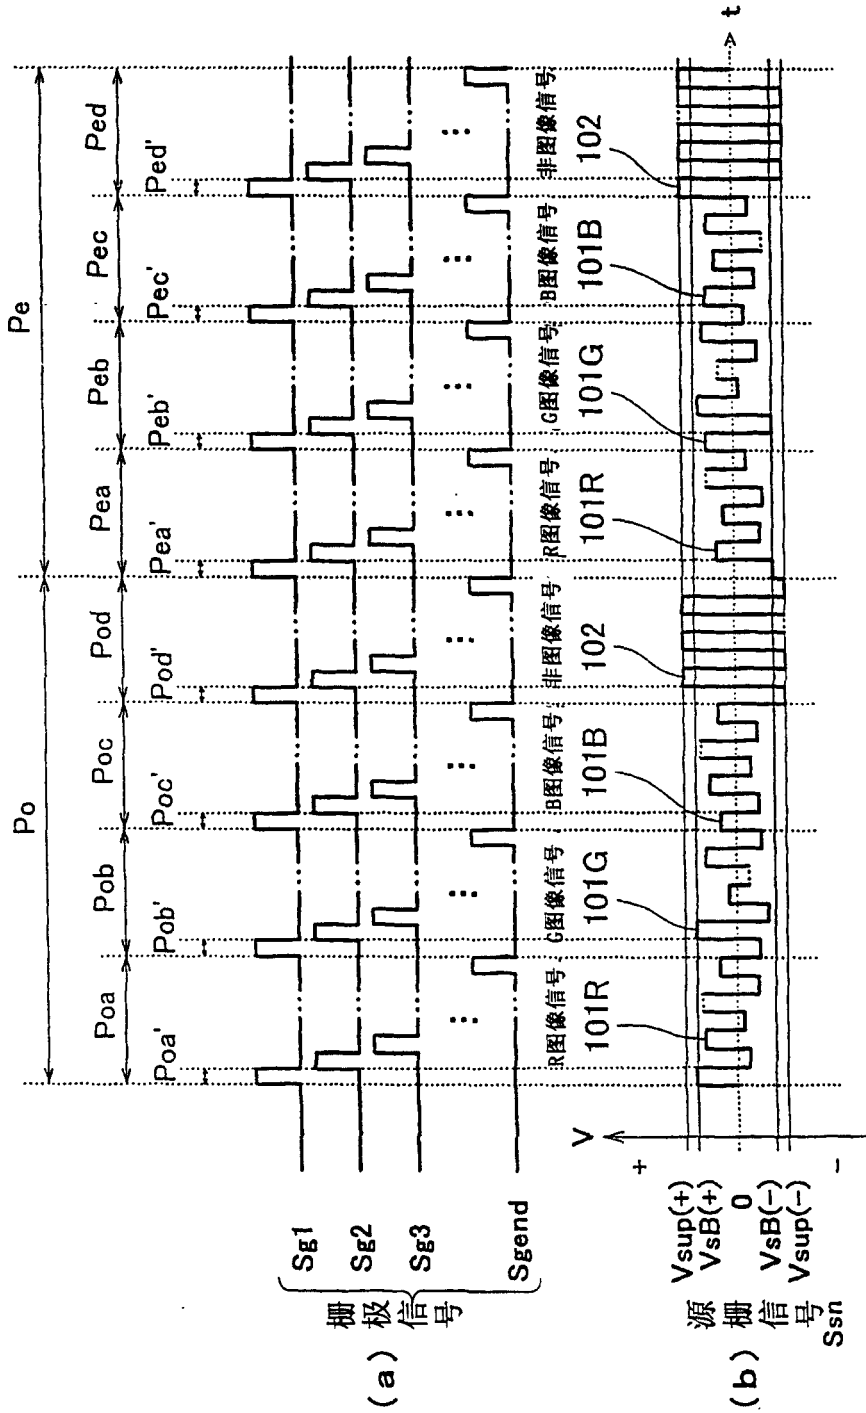 Po
Pe
Poa
Pob
Poc
Pod
Pea
Peb
Pec
Ped
Poa'
Pob'
Poc'
Pod'
Pea'
Peb'
Pec'
Ped'
(a)
栅极信号
Sg1
Sg2
Sg3
Sgend
R图像信号
G图像信号
B图像信号
非图像信号
R图像信号
G图像信号
B图像信号
非图像信号
101R
101G
101B
102
101R
101G
101B
102
(b)
源栅信号
Ssn
V
+
Vsup(+)
VsB(+)
0
VsB(-)
Vsup(-)
-
t